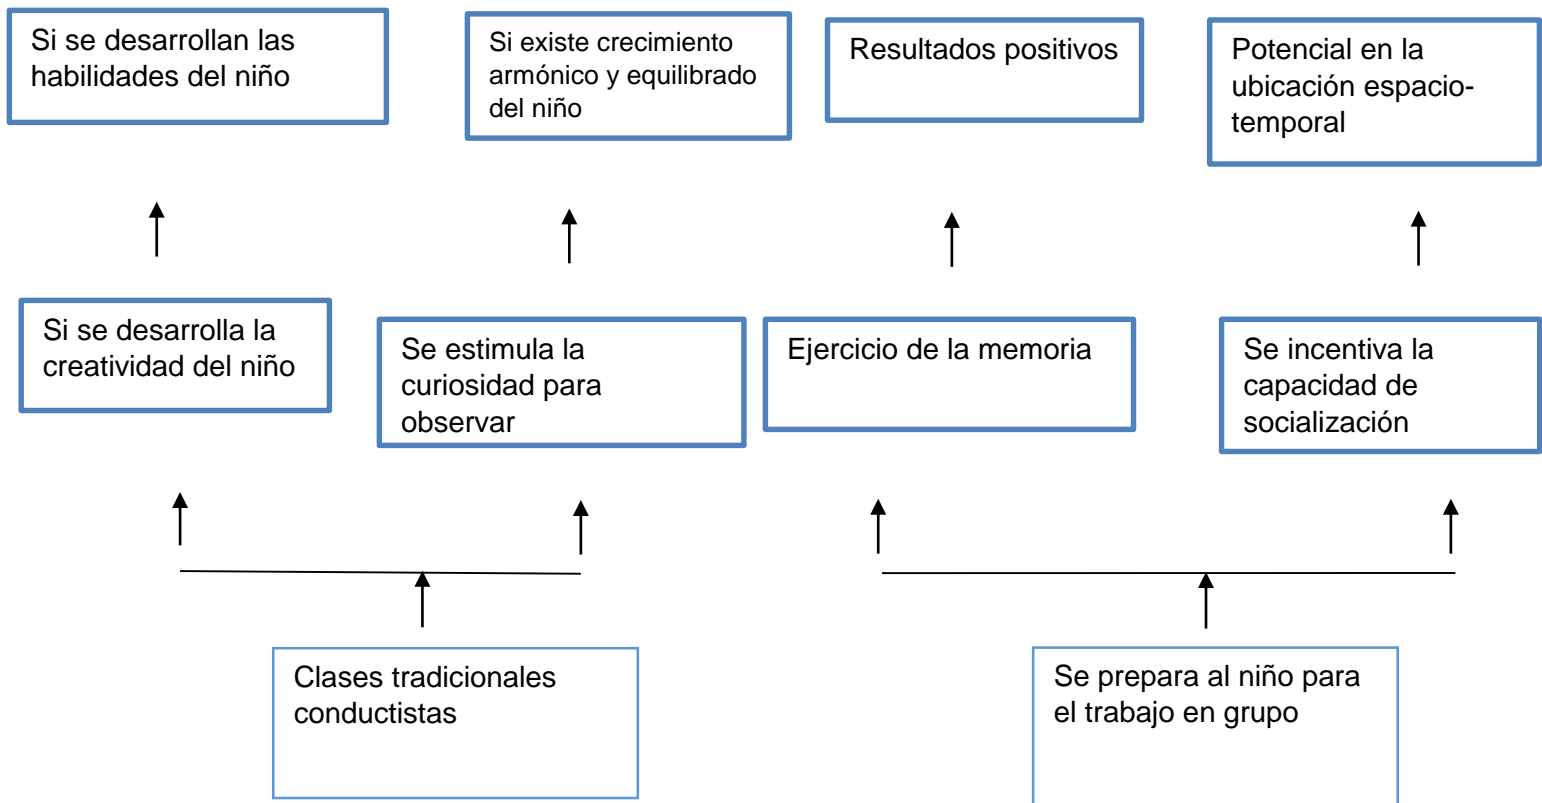 Si se desarrollan las
habilidades del niño
Si existe crecimiento
armónico y equilibrado
del niño
Resultados positivos
Potencial en la
ubicación espacio-
temporal
Si se desarrolla la
creatividad del niño
Se estimula la
curiosidad para
observar
Ejercicio de la memoria
Se incentiva la
capacidad de
socialización
Clases tradicionales
conductistas
Se prepara al niño para
el trabajo en grupo